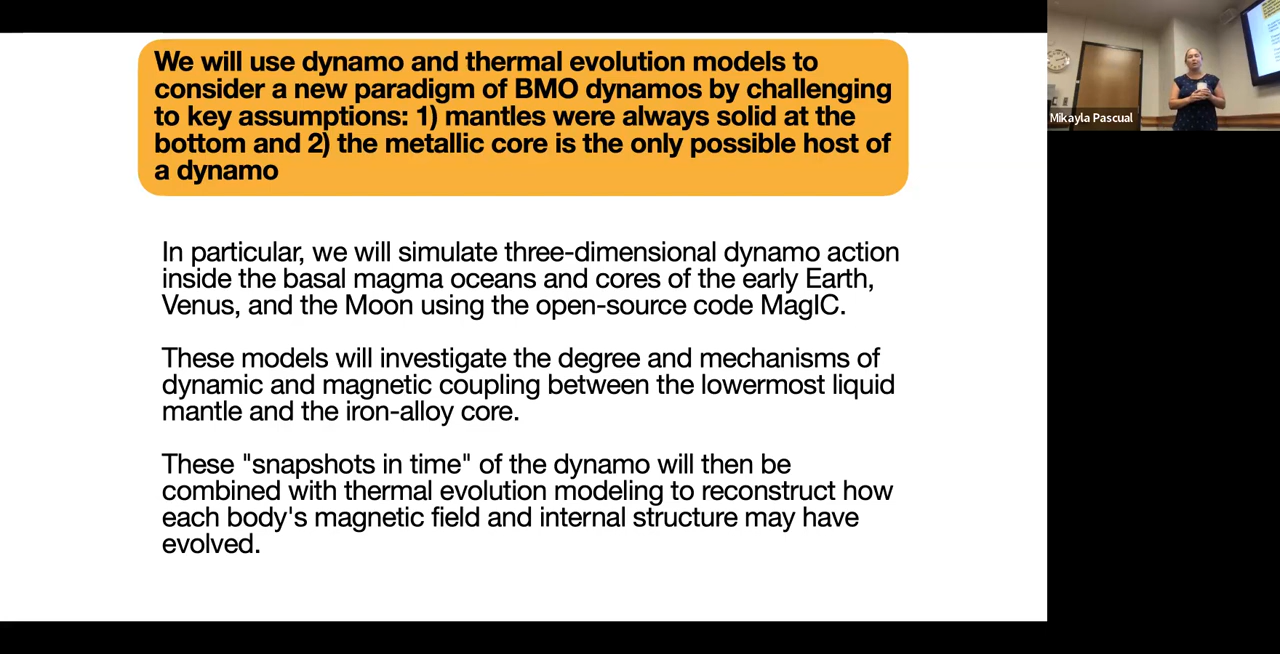 We will use dynamo and thermal evolution models to
consider a new paradigm of BMO dynamos by challenging
to key assumptions: 1) mantles were always solid at the
bottom and 2) the metallic core is the only possible host of
a dynamo
Mikayla Pascual
In particular, we will simulate three-dimensional dynamo action
inside the basal magma oceans and cores of the early Earth,
Venus, and the Moon using the open-source code MagIC.
These models will investigate the degree and mechanisms of
dynamic and magnetic coupling between the lowermost liquid
mantle and the iron-alloy core.
These "snapshots in time" of the dynamo will then be
combined with thermal evolution modeling to reconstruct how
each body's magnetic field and internal structure may have
evolved.